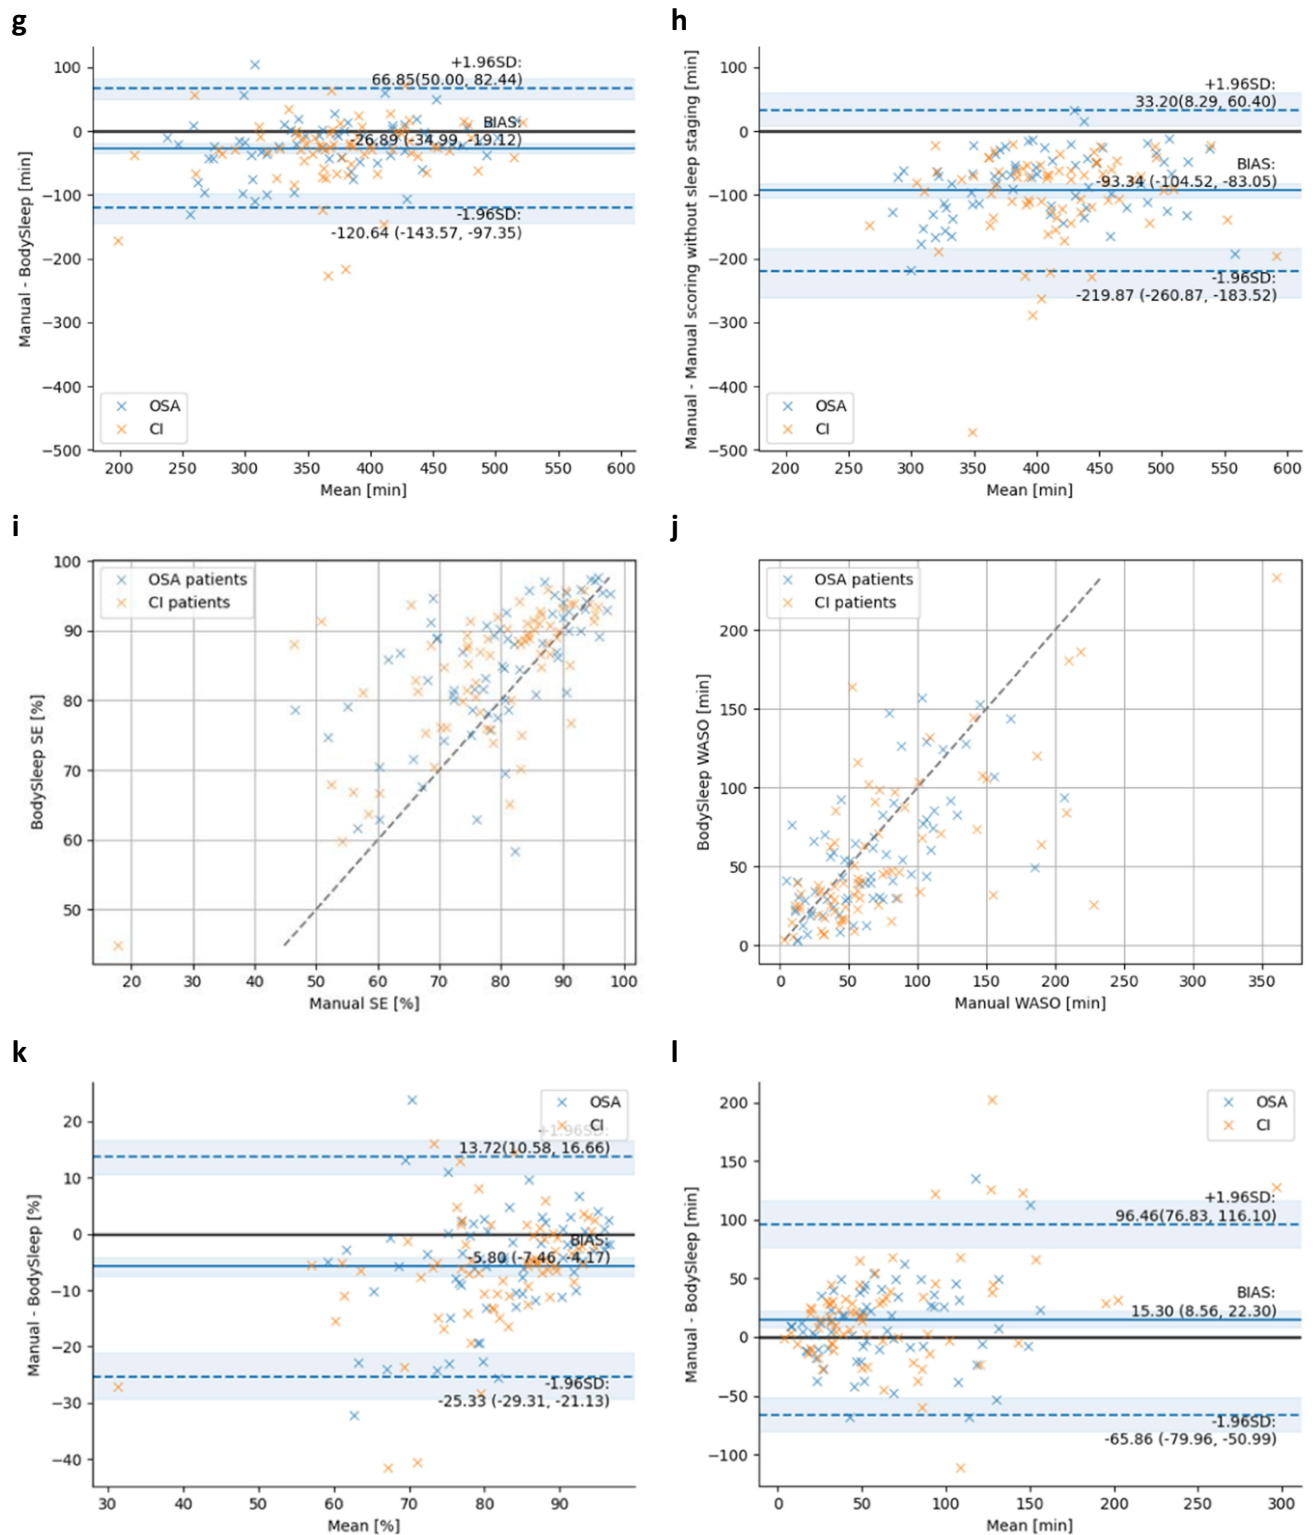 g
Manual - BodySleep [min]
100
0
−100
−200
−300
−400
−500
+1.96SD:
66.85(50.00, 82.44)
BIAS:
-26.89 (-34.99, -19.12)
-1.96SD:
-120.64 (-143.57, -97.35)
OSA
CI
200 250 300 350 400 450 500 550 600
Mean [min]
h
Manual - Manual scoring without sleep staging [min]
100
0
−100
−200
−300
−400
−500
+1.96SD:
33.20(8.29, 60.40)
BIAS:
-93.34 (-104.52, -83.05)
-1.96SD:
-219.87 (-260.87, -183.52)
OSA
CI
200 250 300 350 400 450 500 550 600
Mean [min]
i
BodySleep SE [%]
100
90
80
70
60
50
OSA patients
CI patients
20 30 40 50 60 70 80 90 100
Manual SE [%]
j
BodySleep WASO [min]
200
150
100
50
0
OSA patients
CI patients
0 50 100 150 200 250 300 350
Manual WASO [min]
k
Manual - BodySleep [%]
20
10
0
−10
−20
−30
−40
OSA
CI
+1.96SD:
13.72(10.58, 16.66)
BIAS:
-5.80 (-7.46, -4.17)
-1.96SD:
-25.33 (-29.31, -21.13)
30 40 50 60 70 80 90
Mean [%]
l
Manual - BodySleep [min]
200
150
100
50
0
−50
−100
OSA
CI
+1.96SD:
96.46(76.83, 116.10)
BIAS:
15.30 (8.56, 22.30)
-1.96SD:
-65.86 (-79.96, -50.99)
0 50 100 150 200 250 300
Mean [min]